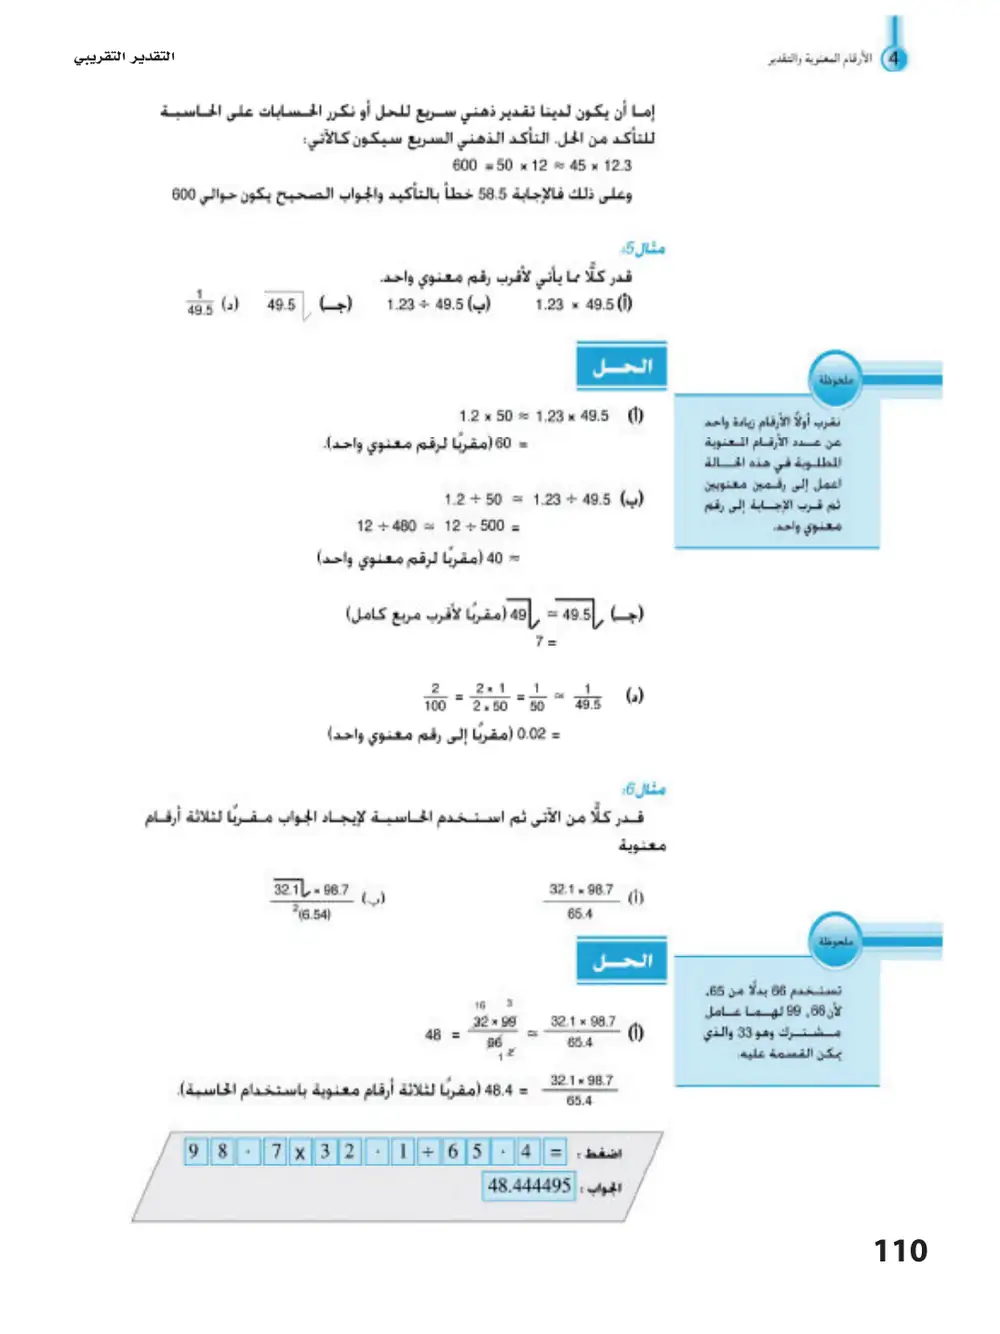 4 الأرقام المعنوية والتقدير
التقدير التقريبي
إما أن يكون لدينا تقدير ذهني سريع للحل أو نكرر الحسابات على الحاسبة
للتأكد من الحل. التأكد الذهني السريع سيكون كالآتي:
600 = 50 × 12 ≈ 45 × 12.3
وعلى ذلك فالإجابة 58.5 خطأ بالتأكيد والجواب الصحيح يكون حوالي 600
مثال 5:
قدر كلًّا مما يأتي لأقرب رقم معنوي واحد.
(أ) 49.5 × 1.23 (ب) 49.5 ÷ 1.23 (جـ) √49.5 (د) 1/49.5
الحـــل
ملحوظة
نقرب أولاً الأرقام زيادة واحد
عن عدد الأرقام المعنوية
المطلوبة في هذه الحالة
اعمل إلى رقمين معنويين
ثم قرب الإجابة إلى رقم
معنوي واحد.
(أ) 1.2 × 50 ≈ 1.23 × 49.5
= 60 (مقربًا لرقم معنوي واحد).
(ب) 1.2 ÷ 50 ≈ 1.23 ÷ 49.5
12 ÷ 480 ≈ 12 ÷ 500 =
≈ 40 (مقربًا لرقم معنوي واحد)
(جـ) √49.5 ≈ √49 (مقربًا لأقرب مربع كامل)
7 =
(د) 1/49.5 ≈ 1/50 = 2 × 1/2 × 50 = 2/100
= 0.02 (مقربًا إلى رقم معنوي واحد)
مثال 6:
قدر كلًّا من الآتي ثم استخدم الحاسبة لإيجاد الجواب مقربًا لثلاثة أرقام
معنوية
(أ) 32.1 × 98.7/65.4 (ب) √32.1 × 98.7/²(6.54)
الحـــل
ملحوظة
تستخدم 66 بدلًا من 65،
لأن 66، 99 لهما عامل
مشترك وهو 33 والذي
يمكن القسمة عليه.
16 3
(أ) 32.1 × 98.7/65.4 ≈ 32 × 99/66 = 48
1 2
32.1 × 98.7/65.4 = 48.4 (مقربًا لثلاثة أرقام معنوية باستخدام الحاسبة).
اضغط : 9 8 · 7 x 3 2 · 1 ÷ 6 5 · 4 =
الجواب : 48.444495
110